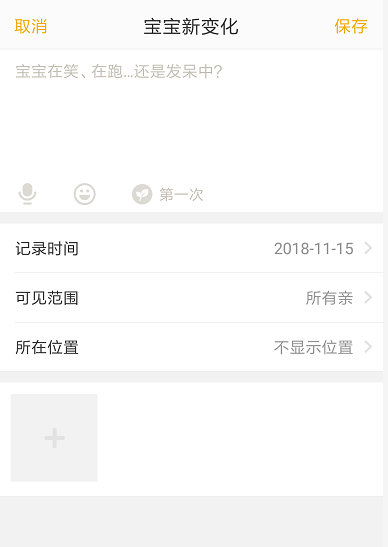 取消 宝宝新变化 保存
宝宝在笑、在跑...还是发呆中?
第一次
记录时间 2018-11-15
可见范围 所有亲
所在位置 不显示位置